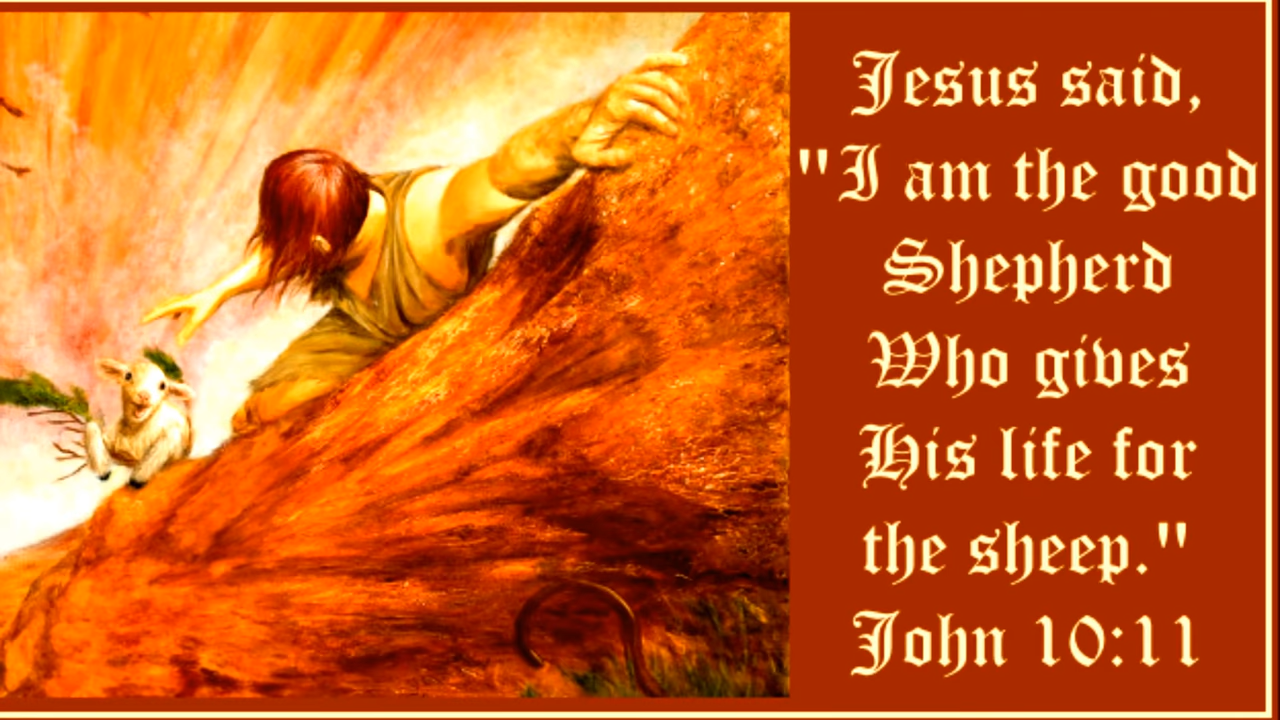 Jesus said,
"I am the good
Shepherd
Who gives
His life for
the sheep."
John 10:11